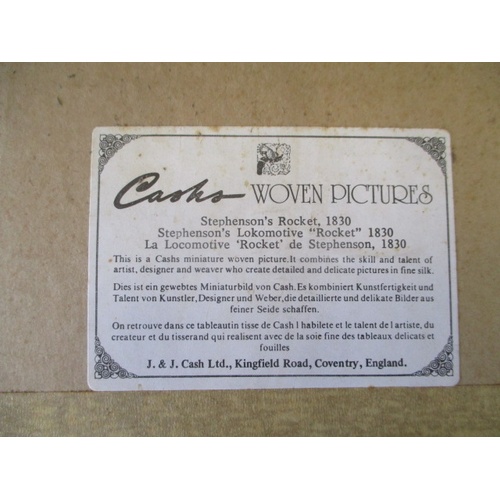 Cashs WOVEN PICTURES
Stephenson's Rocket, 1830
Stephenson's Lokomotive "Rocket" 1830
La Locomotive 'Rocket' de Stephenson, 1830
This is a Cashs miniature woven picture.It combines the skill and talent of
artist, designer and weaver who create detailed and delicate pictures in fine silk.
Dies ist ein gewebtes Miniaturbild von Cash.Es kombiniert Kunstfertigkeit und
Talent von Kunstler,Designer und Weber,die detaillierte und delikate Bilder aus
feiner Seide schaffen.
On retrouve dans ce tableautin tisse de Cash l habilete et le talent de l artiste, du
createur et du tisserand qui realisent avec de la soie fine des tableaux delicats et
fouilles
J. & J. Cash Ltd., Kingfield Road, Coventry, England.